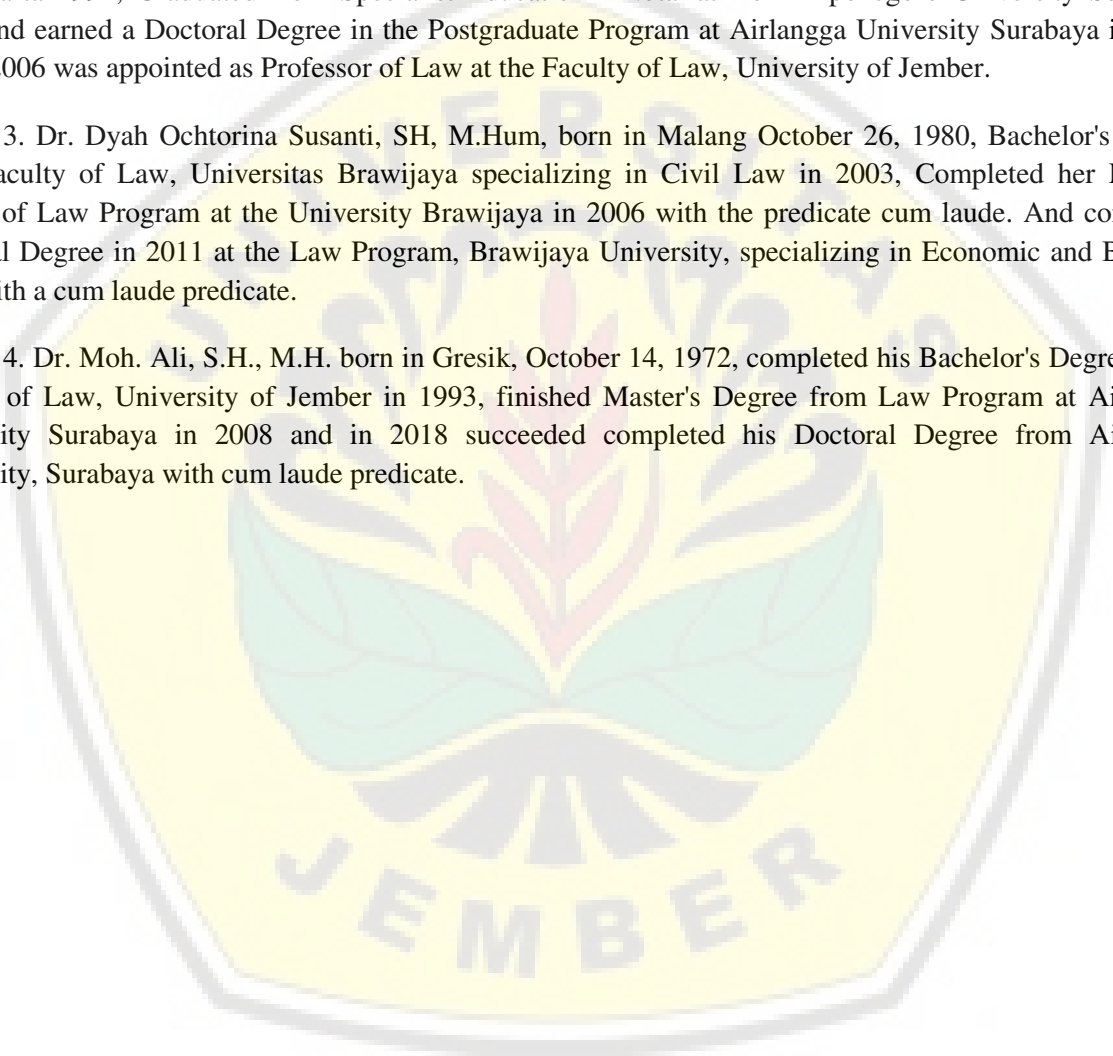 nd earned a Doctoral Degree in the Postgraduate Program at Airlangga University Surabaya i
2006 was appointed as Professor of Law at the Faculty of Law, University of Jember.
3. Dr. Dyah Ochtorina Susanti, SH, M.Hum, born in Malang October 26, 1980, Bachelor's
aculty of Law, Universitas Brawijaya specializing in Civil Law in 2003, Completed her
of Law Program at the University Brawijaya in 2006 with the predicate cum laude. And co
al Degree in 2011 at the Law Program, Brawijaya University, specializing in Economic and
ith a cum laude predicate.
4. Dr. Moh. Ali, S.H., M.H. born in Gresik, October 14, 1972, completed his Bachelor's Degre
of Law, University of Jember in 1993, finished Master's Degree from Law Program at Ai
ity Surabaya in 2008 and in 2018 succeeded completed his Doctoral Degree from Ai
ity, Surabaya with cum laude predicate.
UNIVERSITAS
JEMBER